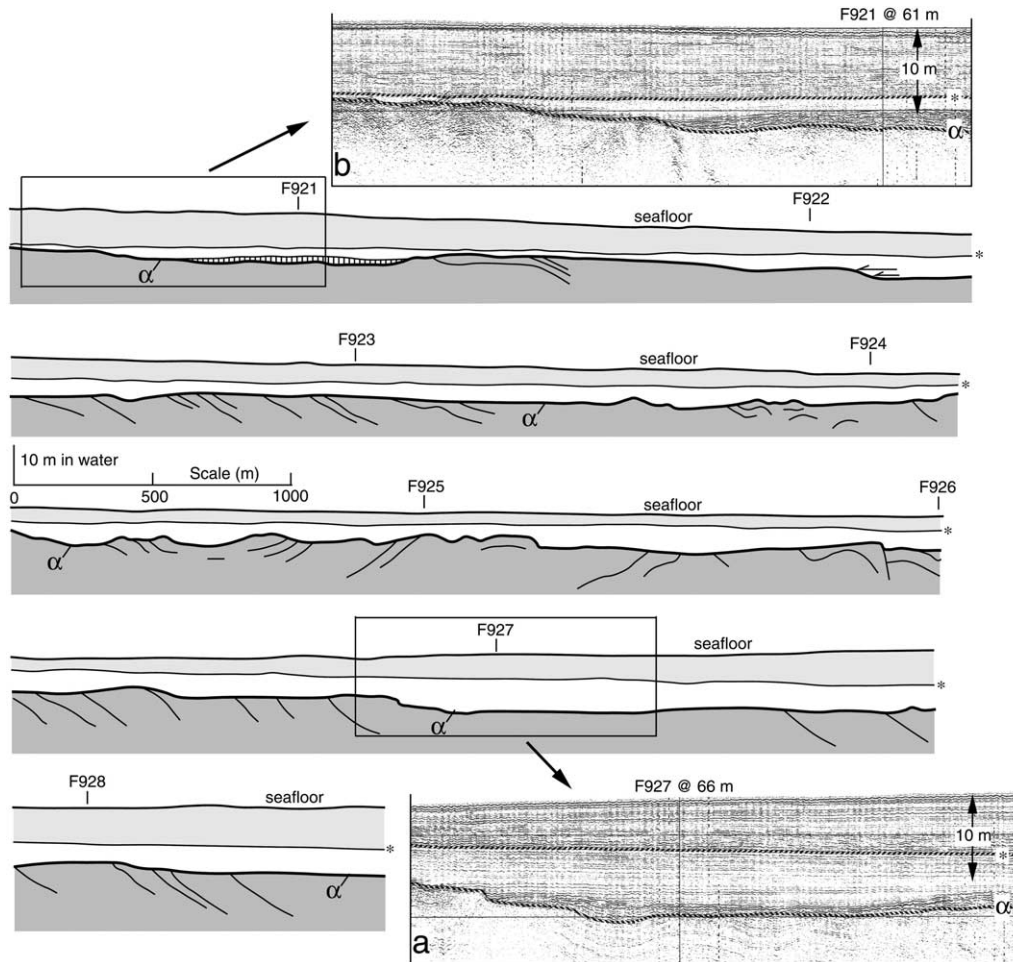 F921 @ 61 m
10 m
*
α
b
F921
F922
seafloor
*
α
F923
F924
seafloor
*
α
10 m in water
Scale (m)
0 500 1000
F925
F926
seafloor
*
α
F927
seafloor
*
α
F928
seafloor
*
α
F927 @ 66 m
10 m
*
α
a